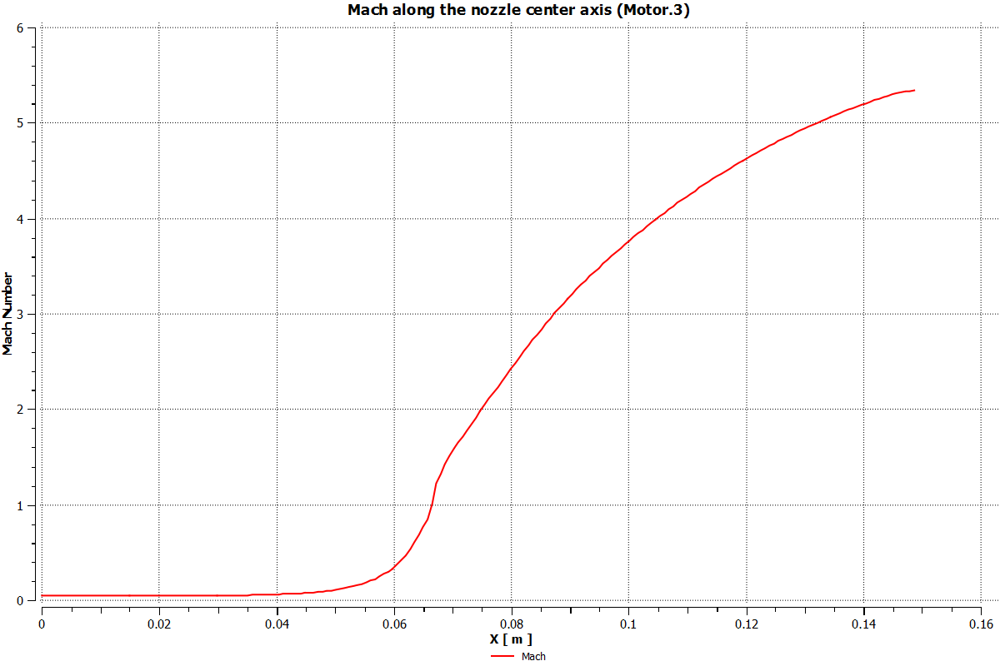 Mach along the nozzle center axis (Motor.3)
6
5
4
3
2
1
0
Mach Number
0 0.02 0.04 0.06 0.08 0.1 0.12 0.14 0.16
X [ m ]
Mach